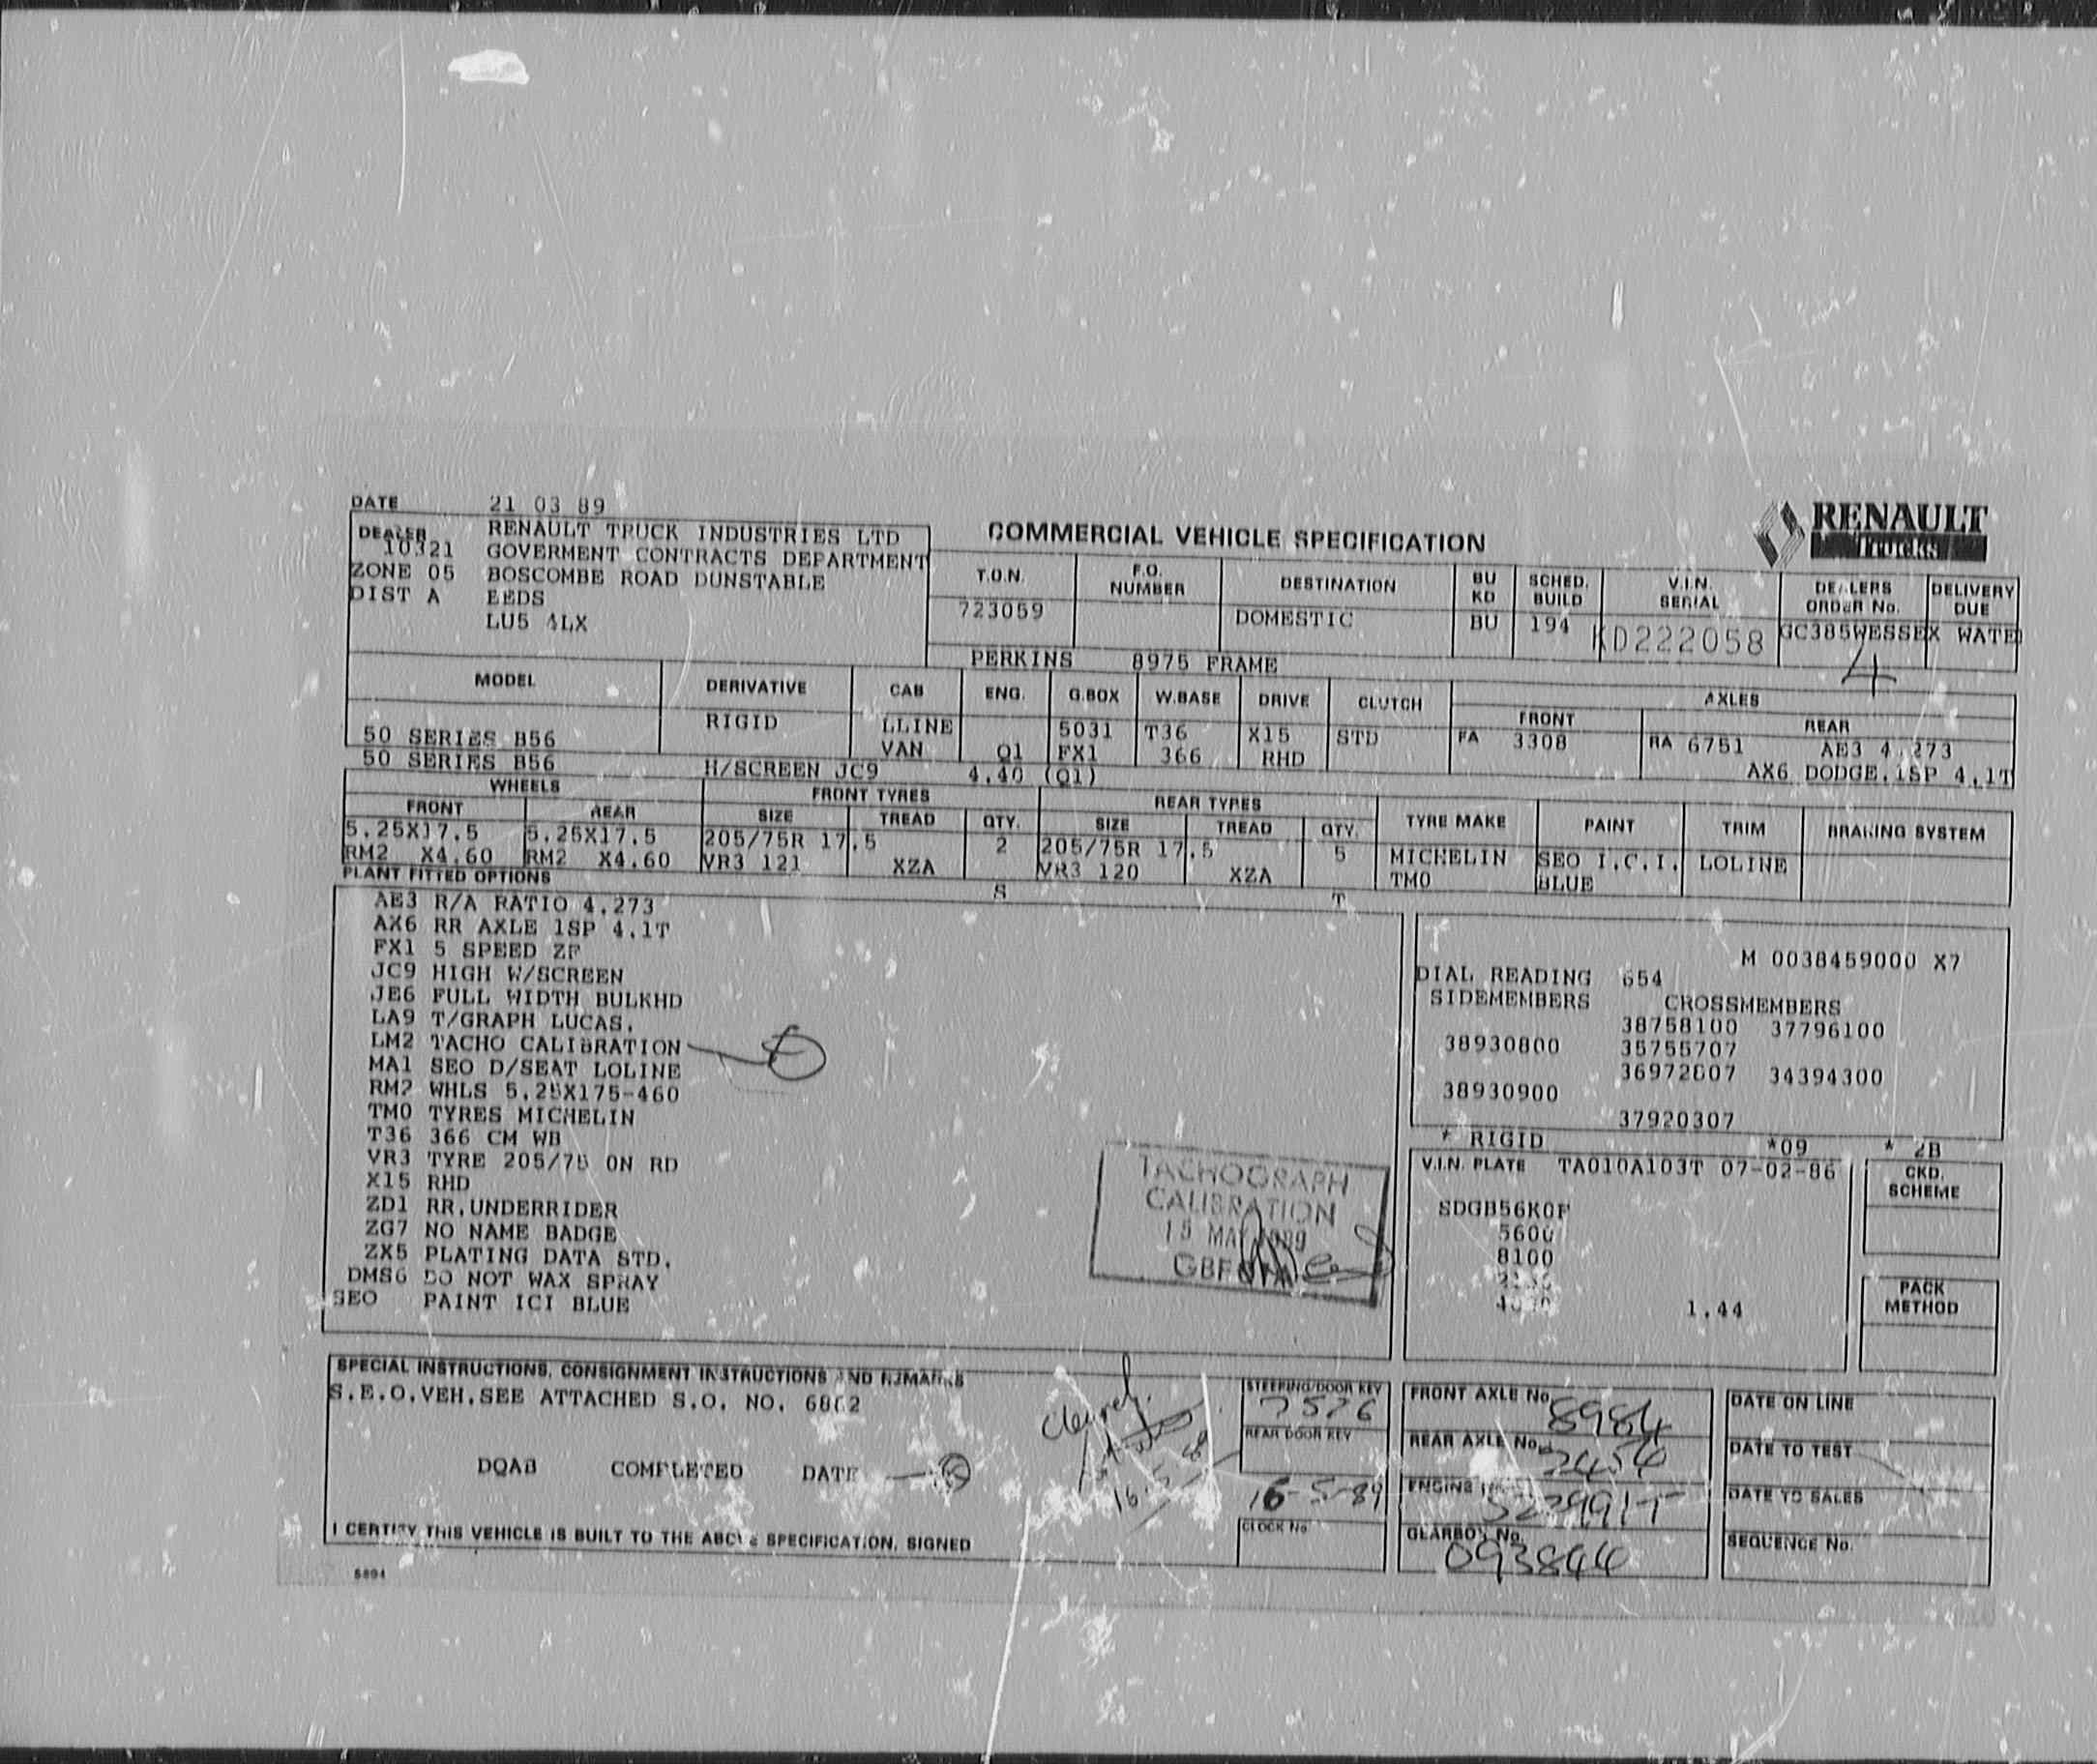 DATE 21 03 89
DEALER RENAULT TRUCK INDUSTRIES LTD
10321 GOVERMENT CONTRACTS DEPARTMENT
ZONE 05 BOSCOMBE ROAD DUNSTABLE
DIST A BEDS
LU5 4LX
COMMERCIAL VEHICLE SPECIFICATION
RENAULT
Trucks
T.O.N. F.O. NUMBER DESTINATION BU KD SCHED. BUILD V.I.N. SERIAL DEALERS ORDER No. DELIVERY DUE
723059 DOMESTIC BU 194 KD222058 GC385WESSEX WATE
4
PERKINS 8975 FRAME
MODEL DERIVATIVE CAB ENG. G.BOX W.BASE DRIVE CLUTCH AXLES
FRONT REAR
RIGID LLINE 5031 T36 X15 STD FA 3308 RA 6751 AE3 4.273
50 SERIES B56 VAN Q1 FX1 366 RHD
50 SERIES B56 H/SCREEN JC9 4.40 (Q1) AX6 DODGE.1SP 4.1T
WHEELS FRONT TYRES REAR TYPES TYRE MAKE PAINT TRIM BRAKING SYSTEM
FRONT REAR SIZE TREAD QTY. SIZE TREAD QTY.
5.25X17.5 5.25X17.5 205/75R 17.5 2 205/75R 17.5 5 MICHELIN SEO I.C.I. LOLINE
RM2 X4.60 RM2 X4.60 VR3 121 XZA VR3 120 XZA TMO BLUE
PLANT FITTED OPTIONS S T
AE3 R/A RATIO 4.273
AX6 RR AXLE 1SP 4.1T
FX1 5 SPEED ZF
JC9 HIGH W/SCREEN
JE6 FULL WIDTH BULKHD
LA9 T/GRAPH LUCAS.
LM2 TACHO CALIBRATION
MA1 SEO D/SEAT LOLINE
RM2 WHLS 5.25X175-460
TMO TYRES MICHELIN
T36 366 CM WB
VR3 TYRE 205/75 ON RD
X15 RHD
ZD1 RR.UNDERRIDER
ZG7 NO NAME BADGE
ZX5 PLATING DATA STD.
DMS6 DO NOT WAX SPRAY
SEO PAINT ICI BLUE
TACHOGRAPH
CALIBRATION
15 MAY 1989
M 0038459000 X7
DIAL READING 654
SIDEMEMBERS CROSSMEMBERS
38758100 37796100
38930800 35755707
36972607 34394300
38930900
37920307
* RIGID *09 * 2B
V.I.N. PLATE TA010A103T 07-02-86
SDGB56K0F
5600
8100
1.44
CKD. SCHEME
PACK METHOD
SPECIAL INSTRUCTIONS, CONSIGNMENT INSTRUCTIONS AND REMARKS
S.E.O.VEH.SEE ATTACHED S.O. NO.
DQAB COMPLETED DATE
16-5-89
I CERTIFY THIS VEHICLE IS BUILT TO THE ABOVE SPECIFICATION, SIGNED
STEERING/DOOR KEY
7576
REAR DOOR KEY
CLOCK No
FRONT AXLE No. 8984
REAR AXLE No. 2454
ENGINE
GEARBOX No.
093844
DATE ON LINE
DATE TO TEST
DATE TO SALES
SEQUENCE No.
5894